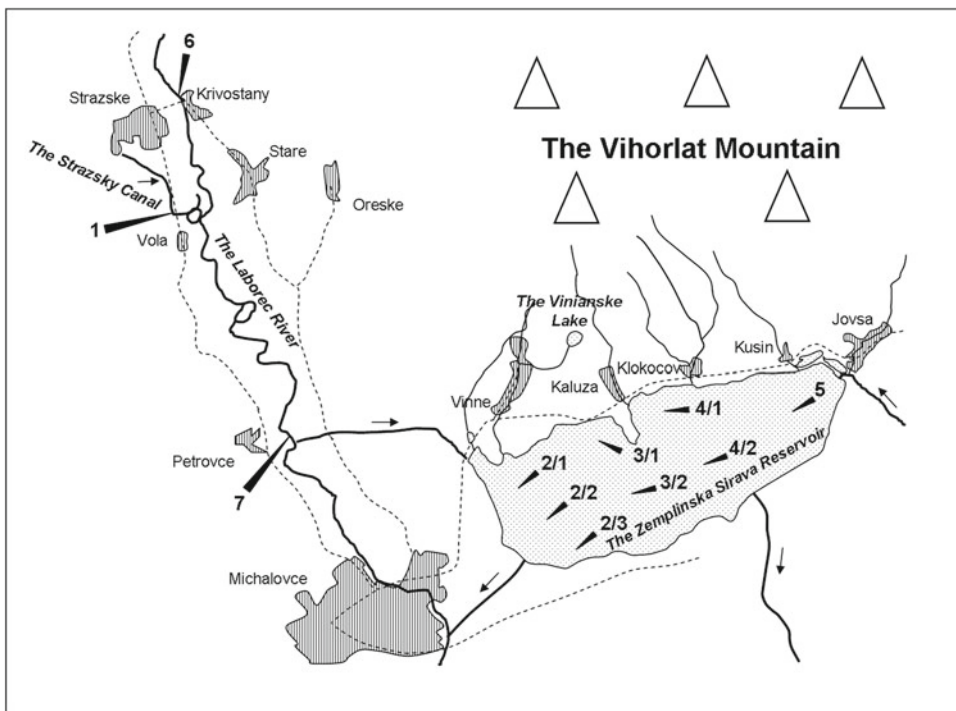 6
Strazske
Krivostany
The Vihorlat Mountain
Stare
The Strazsky Canal
Oreske
1
Vola
The Laborec River
The Vinianske
Lake
Jovsa
Kusin
Klokocov
Kaluza
Vinne
5
4/1
Petrovce
3/1
4/2
2/1
7
3/2
2/2
2/3
The Zemplinska Sirava Reservoir
Michalovce